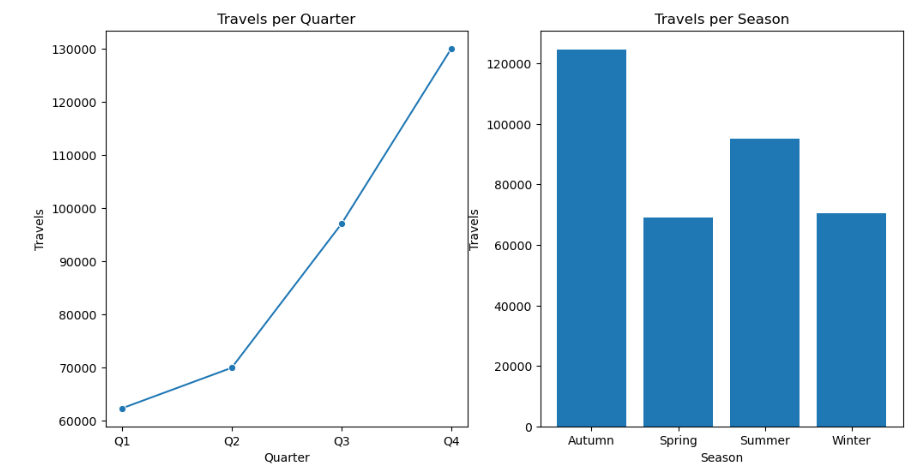 Travels per Quarter
130000
120000
110000
100000
90000
80000
70000
60000
Travels
Q1 Q2 Q3 Q4
Quarter
Travels per Season
120000
100000
80000
60000
40000
20000
0
Travels
Autumn Spring Summer Winter
Season